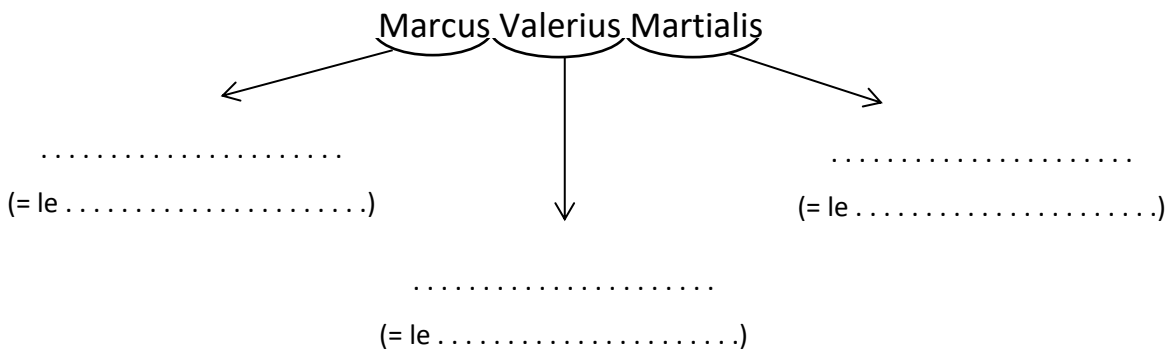 Marcus Valerius Martialis
. . . . . . . . . . . . . . . . . . . . . .
(= le . . . . . . . . . . . . . . . . . . . . . .)
. . . . . . . . . . . . . . . . . . . . . .
(= le . . . . . . . . . . . . . . . . . . . . . .)
. . . . . . . . . . . . . . . . . . . . . .
(= le . . . . . . . . . . . . . . . . . . . . . .)